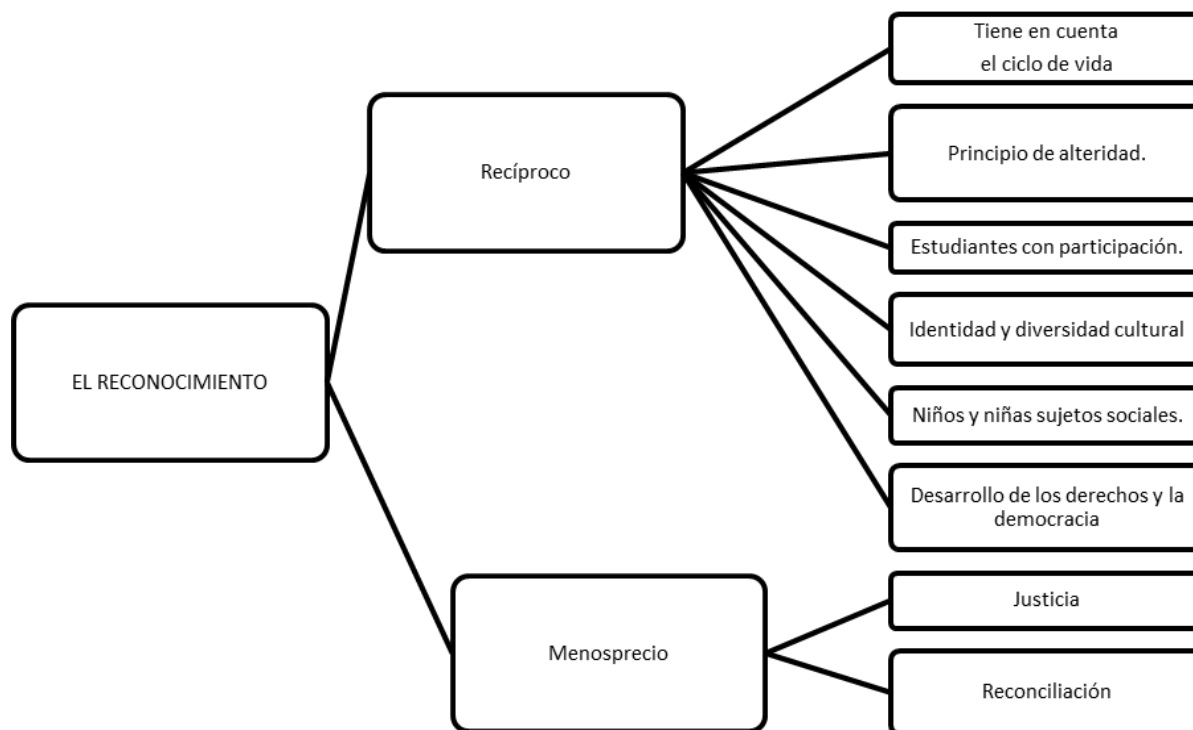 EL RECONOCIMIENTO
Recíproco
Tiene en cuenta
el ciclo de vida
Principio de alteridad.
Estudiantes con participación.
Identidad y diversidad cultural
Niños y niñas sujetos sociales.
Desarrollo de los derechos y la
democracia
Menosprecio
Justicia
Reconciliación